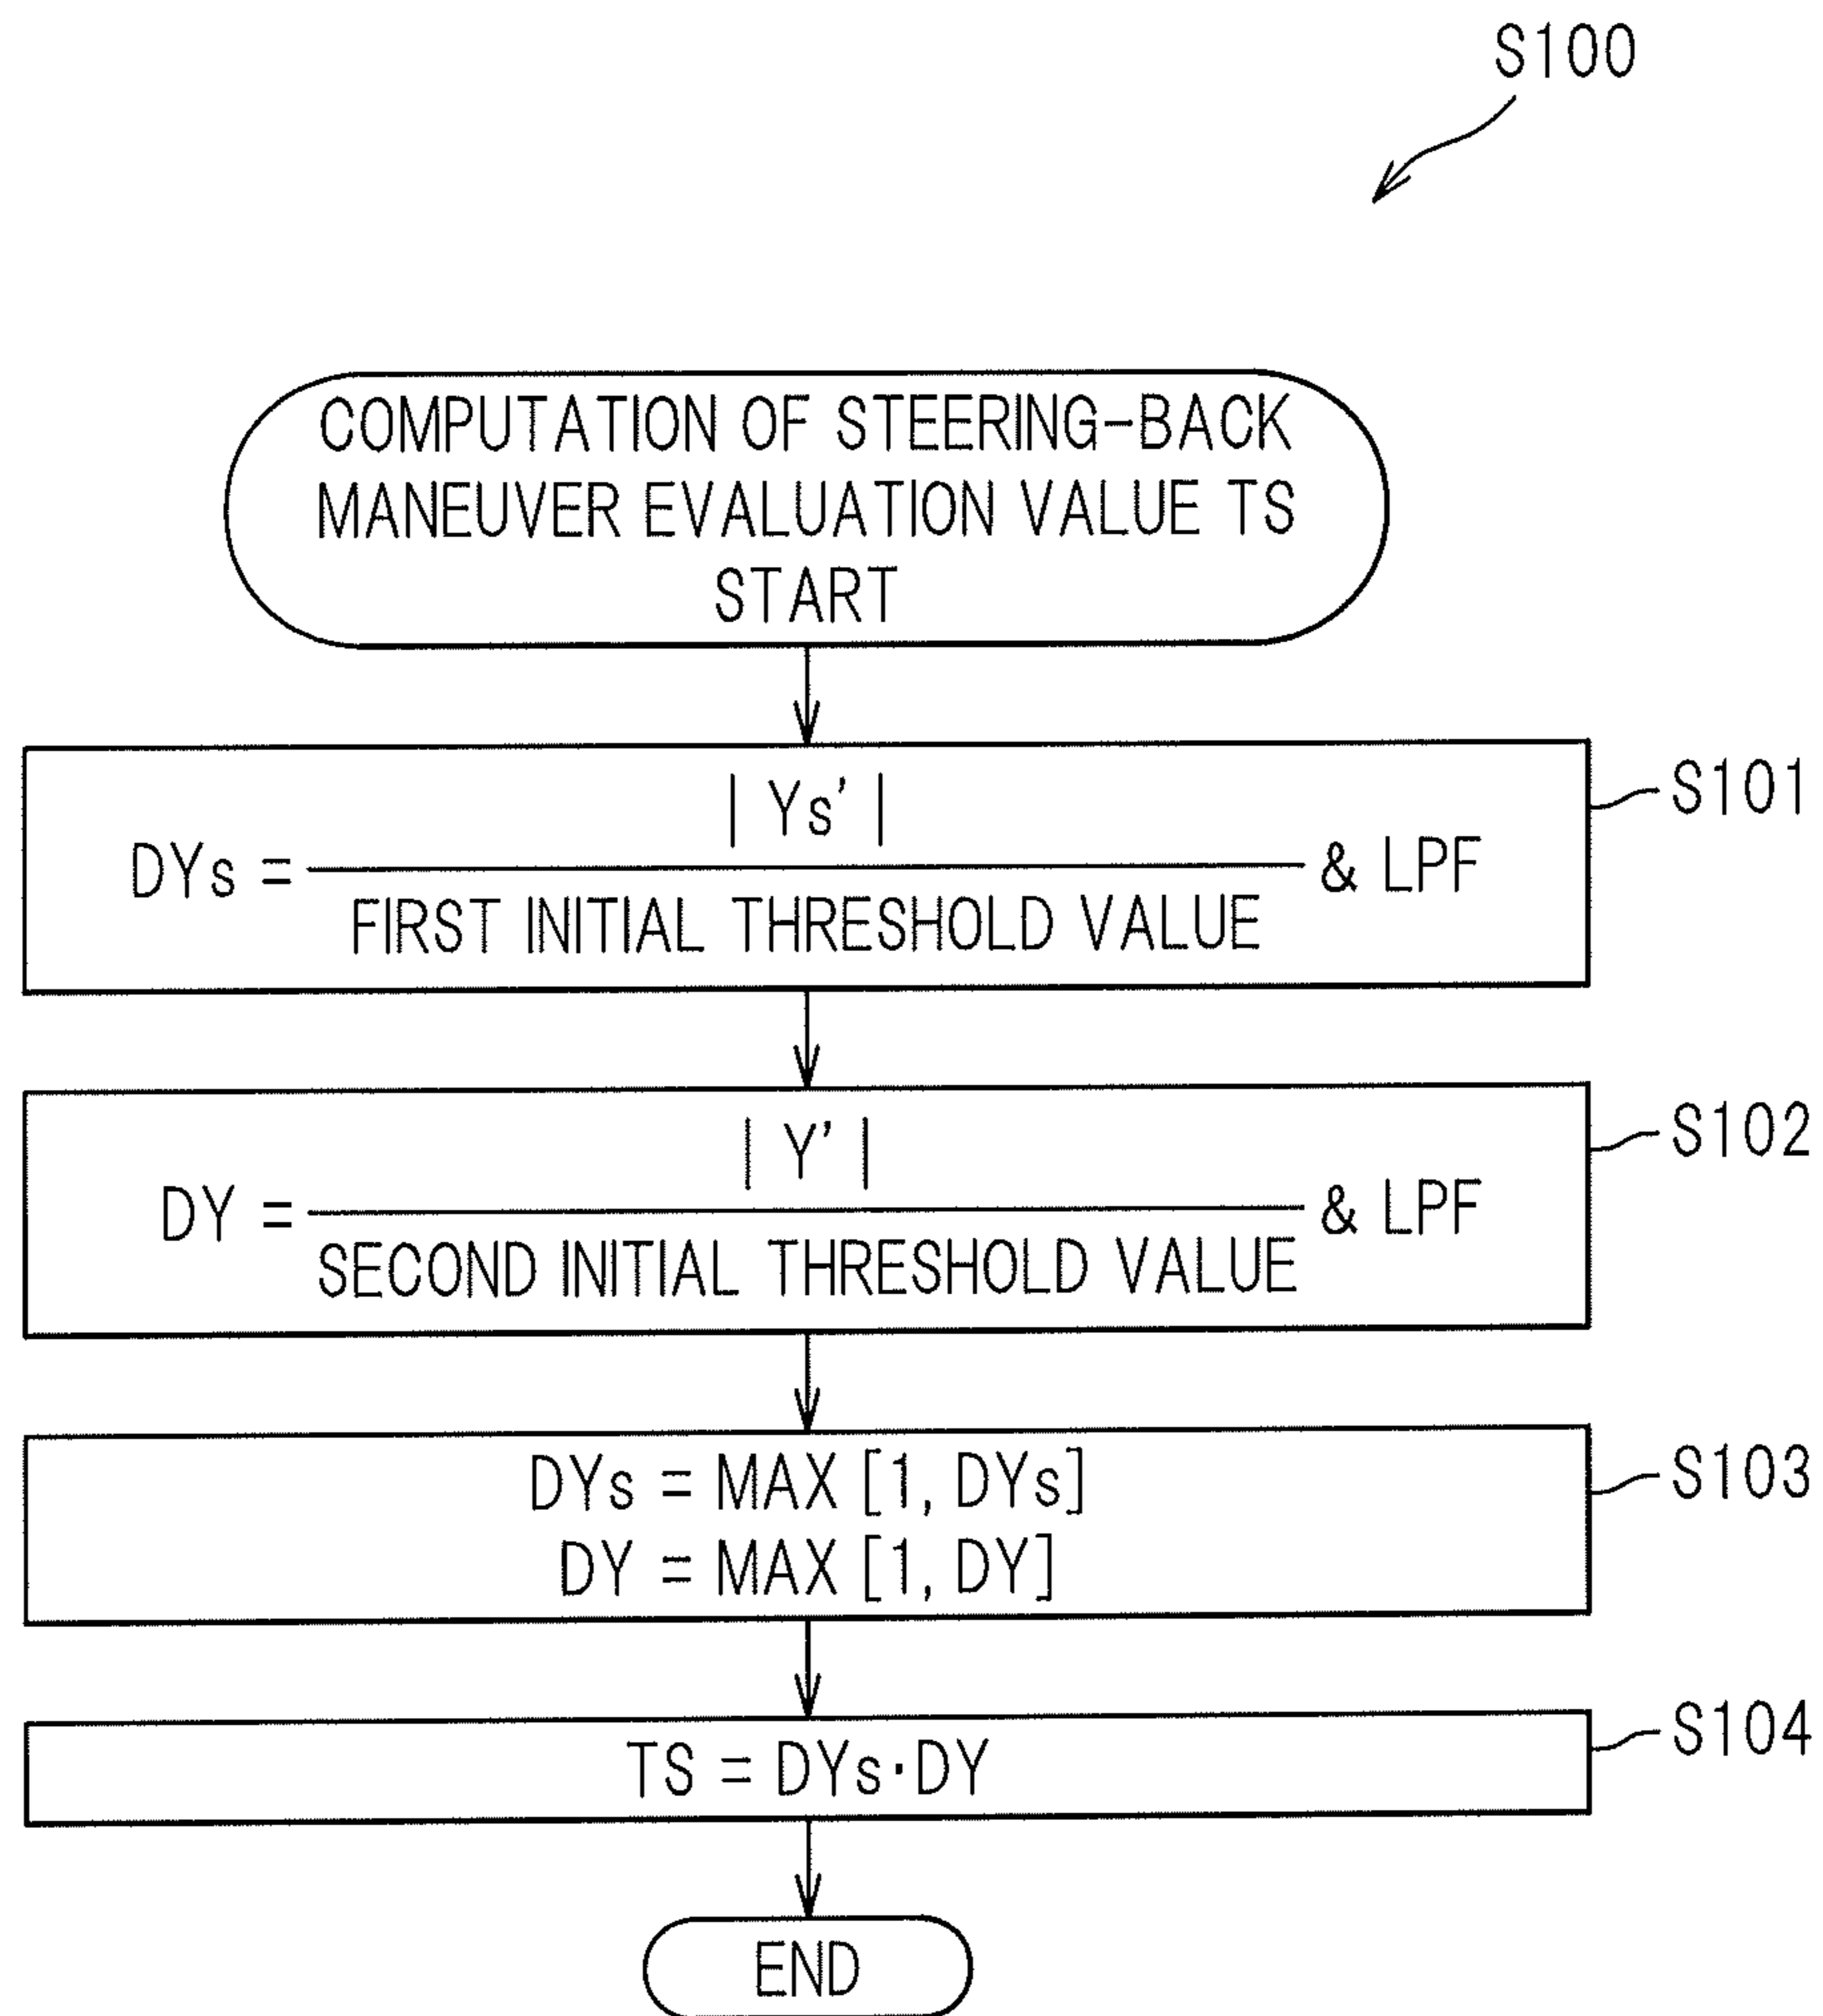 S100
COMPUTATION OF STEERING-BACK
MANEUVER EVALUATION VALUE TS
START
S101
| Ys' |
DYs = & LPF
FIRST INITIAL THRESHOLD VALUE
S102
| Y' |
DY = & LPF
SECOND INITIAL THRESHOLD VALUE
S103
DYs = MAX [1, DYs]
DY = MAX [1, DY]
S104
TS = DYs·DY
END